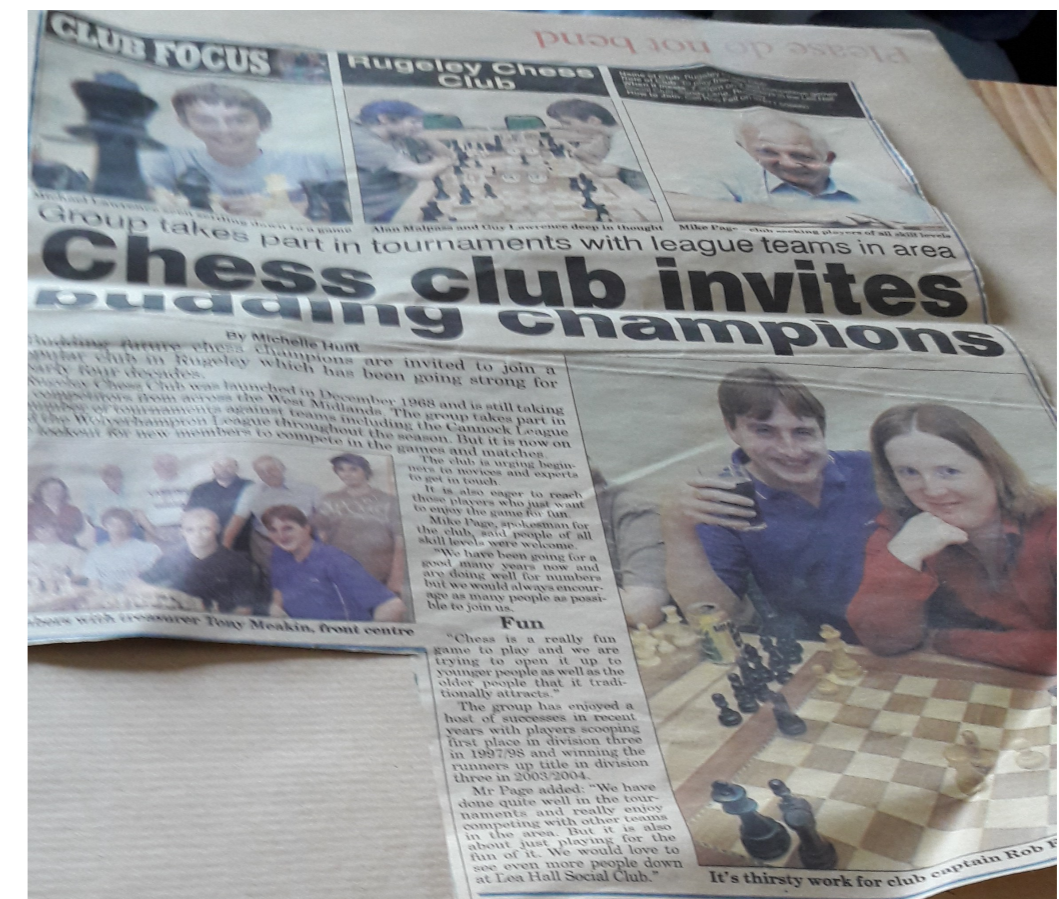 Please do not bend
CLUB FOCUS
Rugeley Chess
Club
Michael Lawrence seen settling down to a game
Alan Malpass and Guy Lawrence deep in thought
Mike Page - club seeking players of all skill levels
Group takes part in tournaments with league teams in area
Chess club invites
budding champions
By Michelle Hunt
Budding future chess champions are invited to join a
popular club in Rugeley which has been going strong for
nearly four decades.
Rugeley Chess Club was launched in December 1968 and is still taking
competitors from across the West Midlands. The group takes part in
number of tournaments against teams including the Cannock League
the Wolverhampton League throughout the season. But it is now on
lookout for new members to compete in the games and matches.
The club is urging begin-
ners to novices and experts
to get in touch.
It is also eager to reach
those players who just want
to enjoy the game for fun.
Mike Page, spokesman for
the club, said people of all
skill levels were welcome.
"We have been going for a
good many years now and
are doing well for numbers
but we would always encour-
age as many people as possi-
ble to join us.
Fun
"Chess is a really fun
game to play and we are
trying to open it up to
younger people as well as the
older people that it tradi-
tionally attracts."
The group has enjoyed a
host of successes in recent
years with players scooping
first place in division three
in 1997/98 and winning the
runners up title in division
three in 2003/2004.
Mr Page added: "We have
done quite well in the tour-
naments and really enjoy
competing with other teams
in the area. But it is also
about just playing for the
fun of it. We would love to
see even more people down
at Lea Hall Social Club."
with treasurer Tony Meakin, front centre
It's thirsty work for club captain Rob